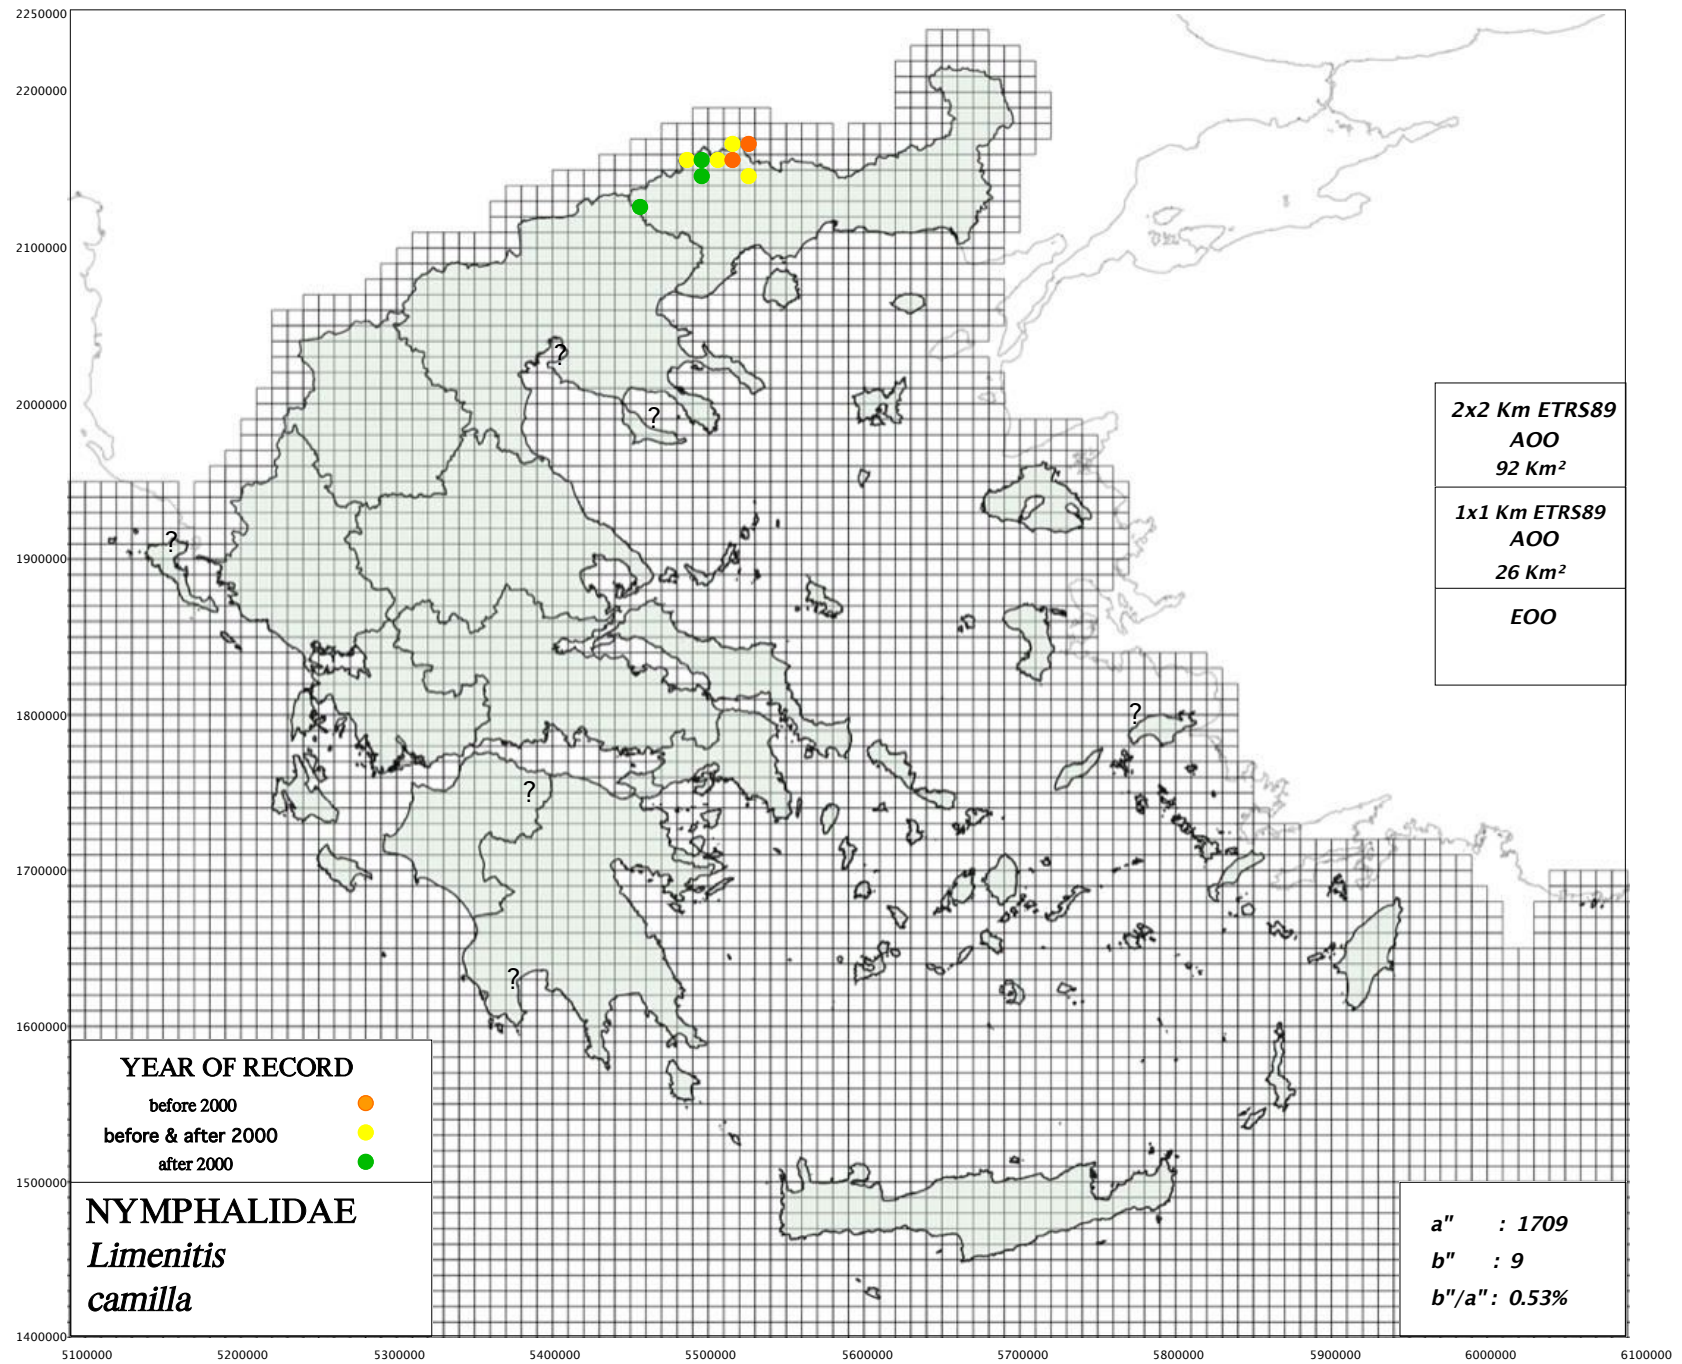 2250000
2200000
2100000
2000000
1900000
1800000
1700000
1600000
1500000
1400000
?
?
?
?
?
?
2x2 Km ETRS89
AOO
92 Km²
1x1 Km ETRS89
AOO
26 Km²
EOO
YEAR OF RECORD
before 2000
before & after 2000
after 2000
NYMPHALIDAE
Limenitis
camilla
a" : 1709
b" : 9
b"/a" : 0.53%
5100000 5200000 5300000 5400000 5500000 5600000 5700000 5800000 5900000 6000000 6100000